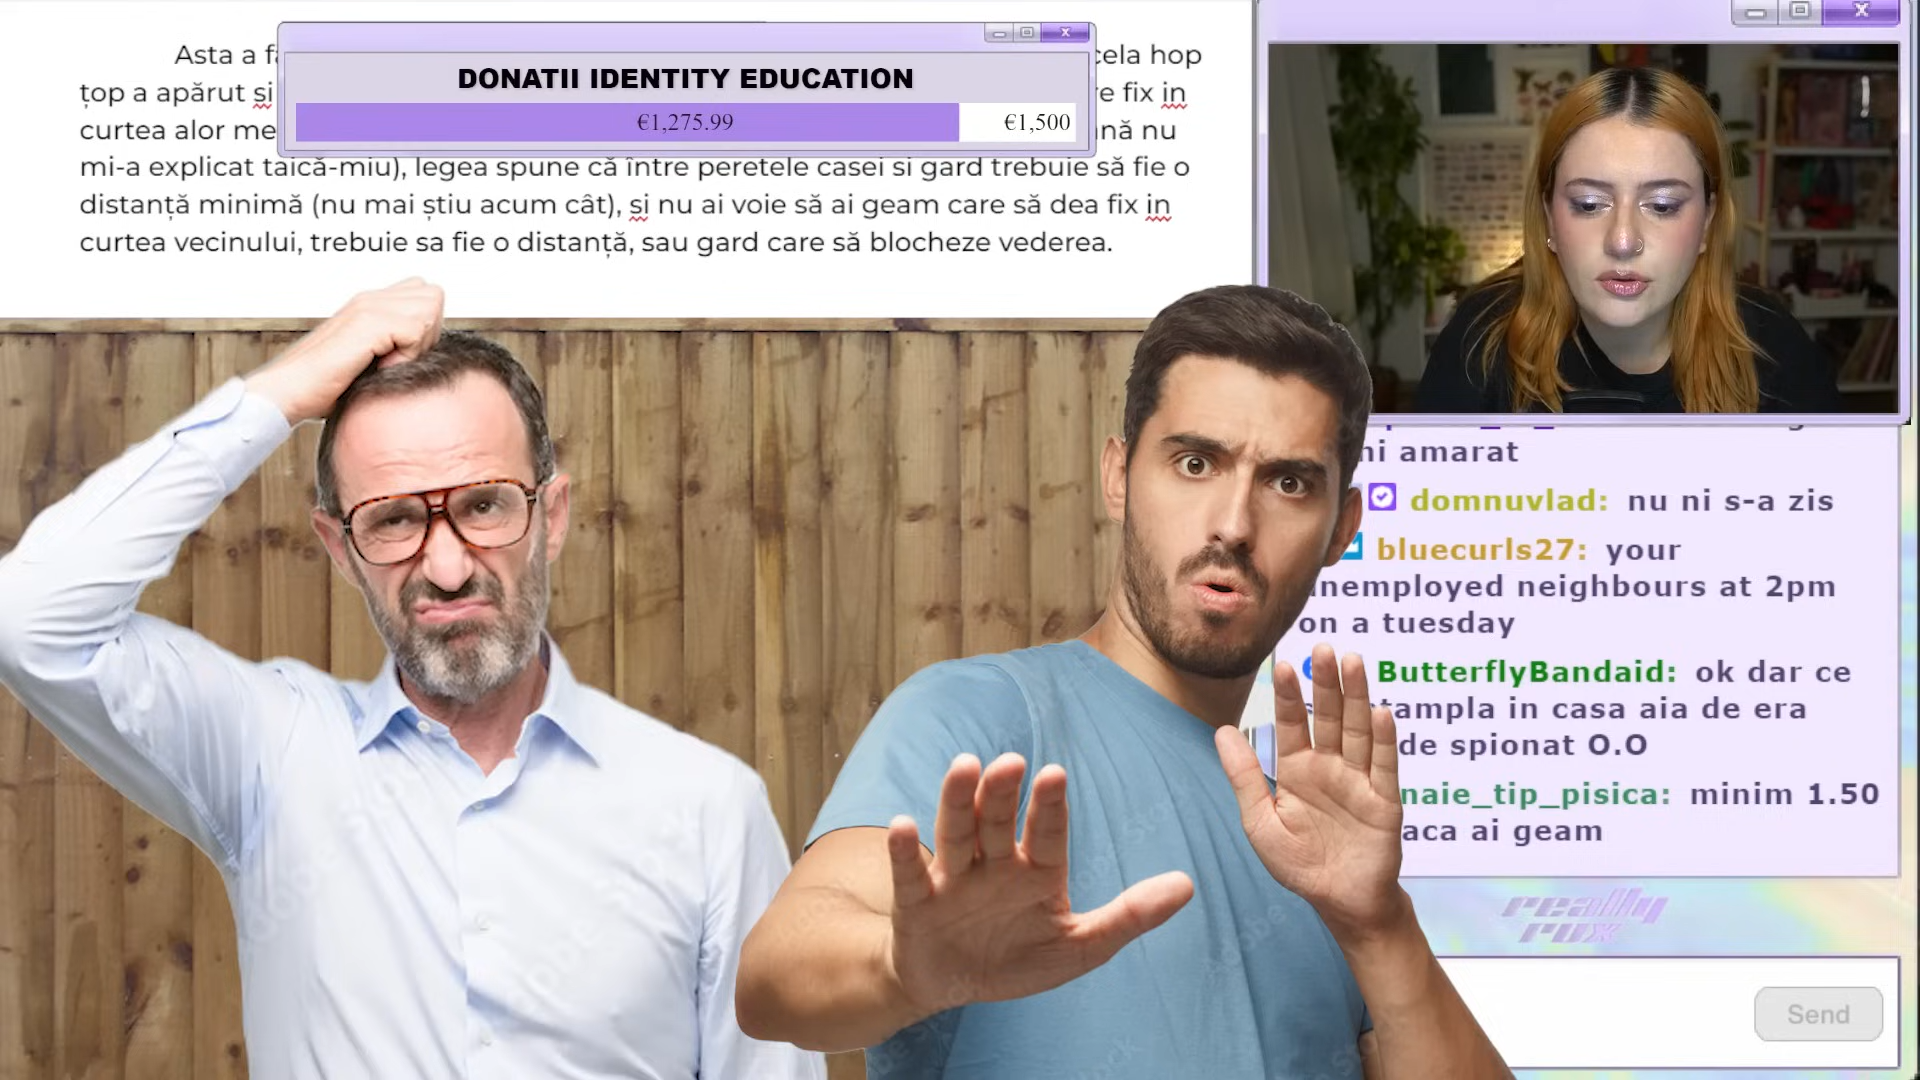 Asta a f
cela hop
țop a apărut și
e fix in
curtea alor me
nă nu
mi-a explicat taică-miu), legea spune că între peretele casei si gard trebuie să fie o
distanță minimă (nu mai știu acum cât), și nu ai voie să ai geam care să dea fix in
curtea vecinului, trebuie sa fie o distanță, sau gard care să blocheze vederea.
DONATII IDENTITY EDUCATION
€1,275.99
€1,500
ni amarat
domnuvlad: nu ni s-a zis
bluecurls27: your
nemployed neighbours at 2pm
on a tuesday
ButterflyBandaid: ok dar ce
tampla in casa aia de era
de spionat O.O
naie_tip_pisica: minim 1.50
aca ai geam
really
rux
Send
Adobe Stock